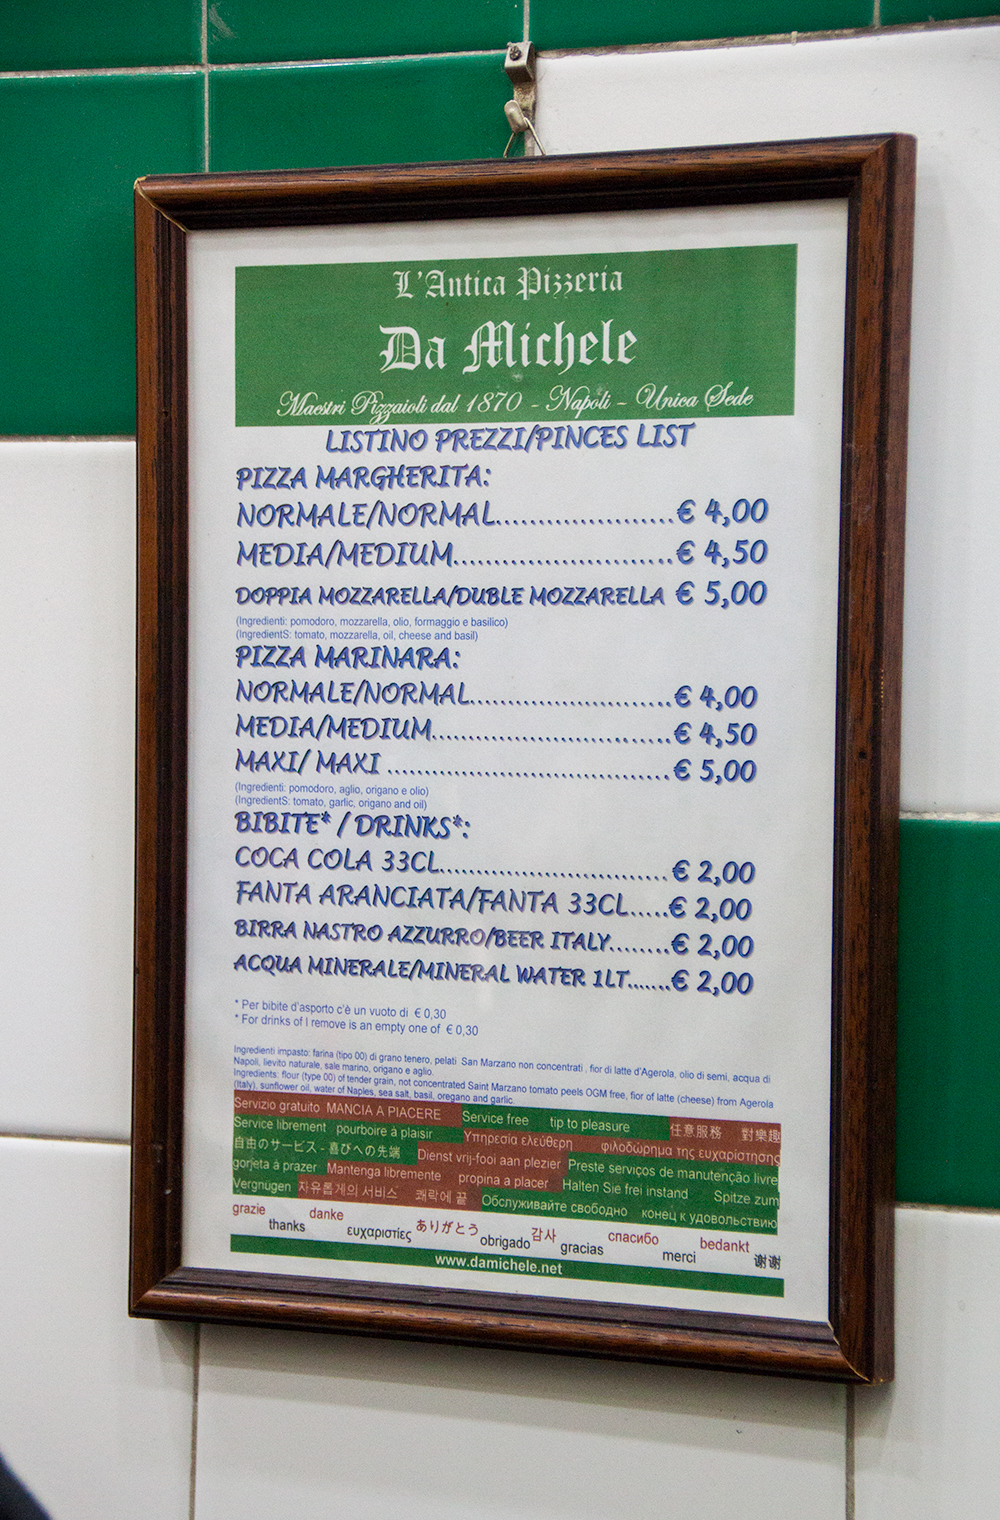 L'Antica Pizzeria
Da Michele
Maestri Pizzaioli dal 1870 - Napoli - Unica Sede
LISTINO PREZZI/PINCES LIST
PIZZA MARGHERITA:
NORMALE/NORMAL........................€ 4,00
MEDIA/MEDIUM.............................€ 4,50
DOPPIA MOZZARELLA/DUBLE MOZZARELLA € 5,00
(Ingredienti: pomodoro, mozzarella, olio, formaggio e basilico)
(IngredientS: tomato, mozzarella, oil, cheese and basil)
PIZZA MARINARA:
NORMALE/NORMAL...........................€ 4,00
MEDIA/MEDIUM................................€ 4,50
MAXI/ MAXI .....................................€ 5,00
(Ingredienti: pomodoro, aglio, origano e olio)
(IngredientS: tomato, garlic, origano and oil)
BIBITE* / DRINKS*:
COCA COLA 33CL..............................€ 2,00
FANTA ARANCIATA/FANTA 33CL.....€ 2,00
BIRRA NASTRO AZZURRO/BEER ITALY........€ 2,00
ACQUA MINERALE/MINERAL WATER 1LT.......€ 2,00
* Per bibite d'asporto c'è un vuoto di € 0,30
* For drinks of I remove is an empty one of € 0,30
Ingredienti impasto: farina (tipo 00) di grano tenero, pelati San Marzano non concentrati , fior di latte d'Agerola, olio di semi, acqua di
Napoli, lievito naturale, sale marino, origano e aglio.
Ingredients: flour (type 00) of tender grain, not concentrated Saint Marzano tomato peels OGM free, fior of latte (cheese) from Agerola
(Italy), sunflower oil, water of Naples, sea salt, basil, oregano and garlic.
Servizio gratuito MANCIA A PIACERE Service free tip to pleasure 任意服務 對樂趣
Service librement pourboire à plaisir Υπηρεσία ελεύθερη φιλοδώρημα της ευχαρίστησης
自由のサービス - 喜びへの先端 Dienst vrij-fooi aan plezier Preste serviços de manutenção livre
gorjeta à prazer Mantenga libremente propina a placer Halten Sie frei instand Spitze zum
Vergnügen 자유롭게의 서비스 쾌락에 끝 Обслуживайте свободно конец к удовольствию
grazie thanks danke ευχαριστίες ありがとう obrigado 감사 gracias спасибо merci bedankt 谢谢
www.damichele.net